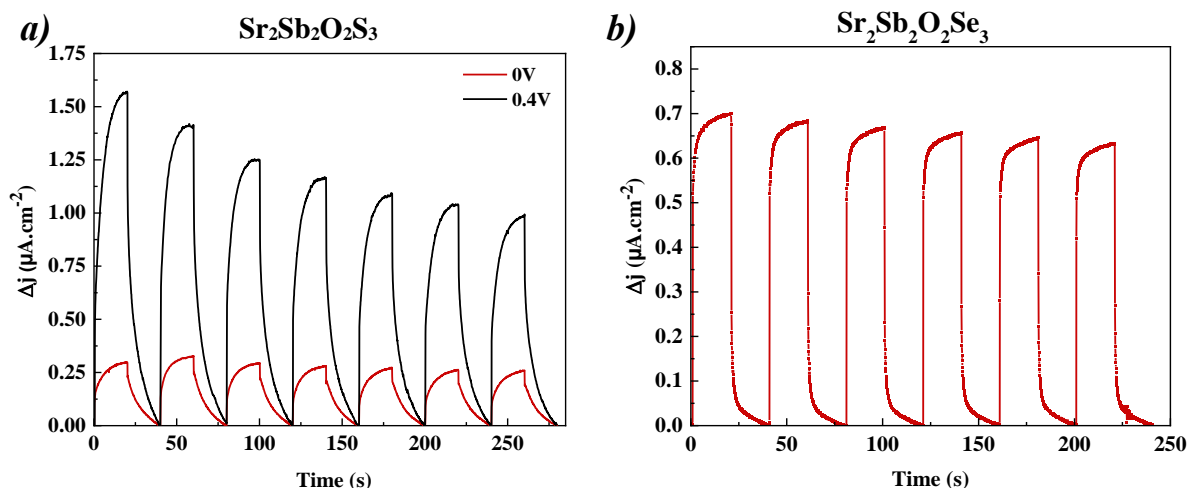 a)
Sr₂Sb₂O₂S₃
1.75
1.50
1.25
1.00
0.75
0.50
0.25
0.00
Δj (µA.cm⁻²)
0V
0.4V
0
50
100
150
200
250
Time (s)
b)
Sr₂Sb₂O₂Se₃
0.8
0.7
0.6
0.5
0.4
0.3
0.2
0.1
0.0
Δj (µA.cm⁻²)
0
50
100
150
200
250
Time (s)